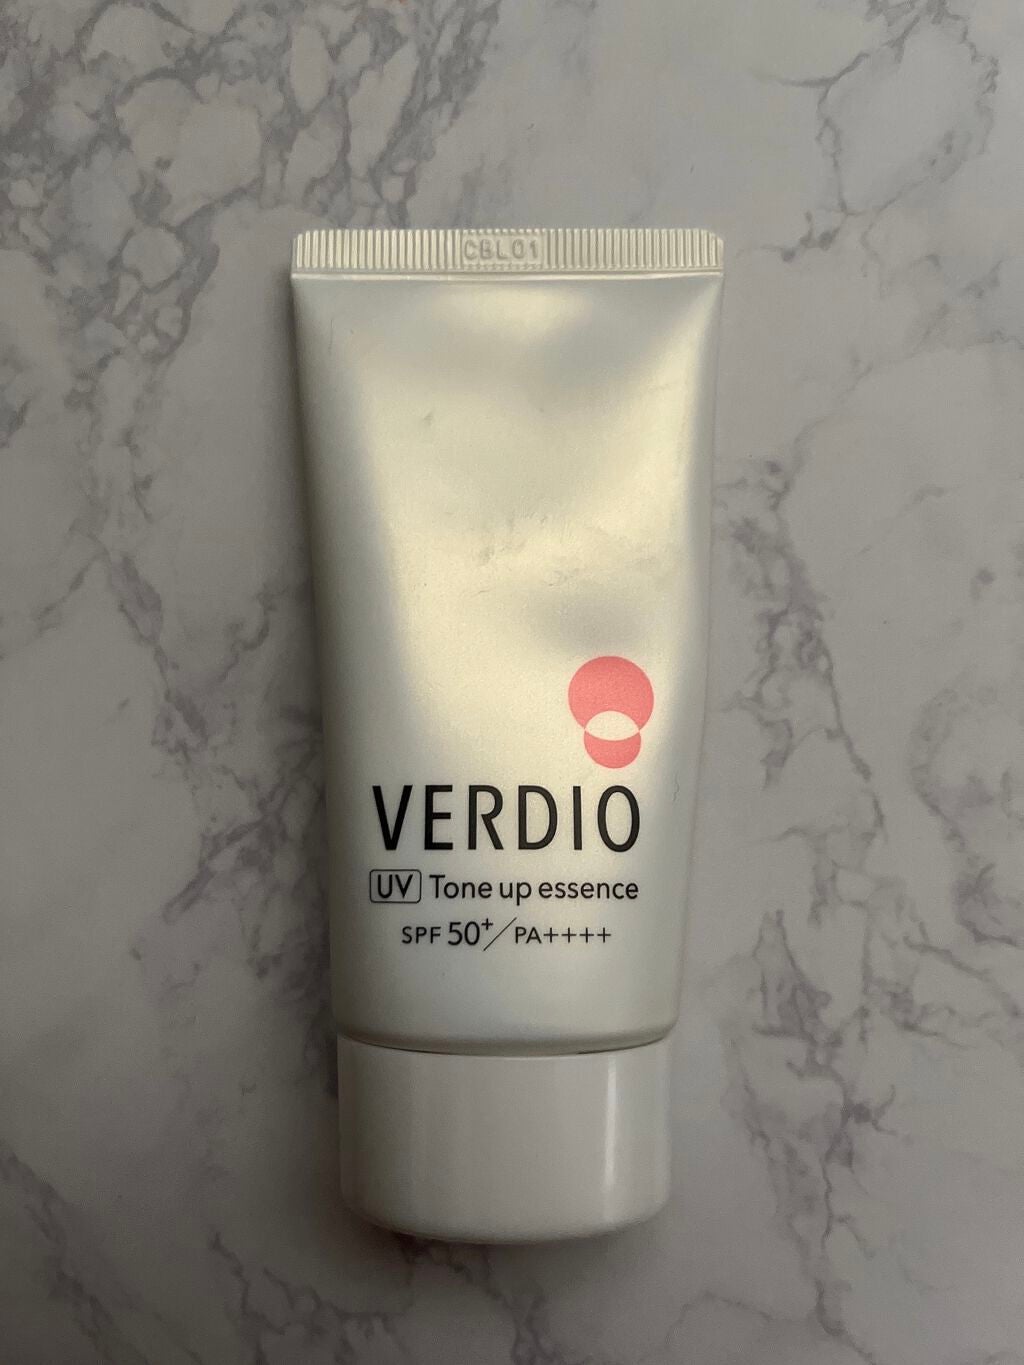 CBL01
VERDIO
UV Tone up essence
SPF 50+/PA++++